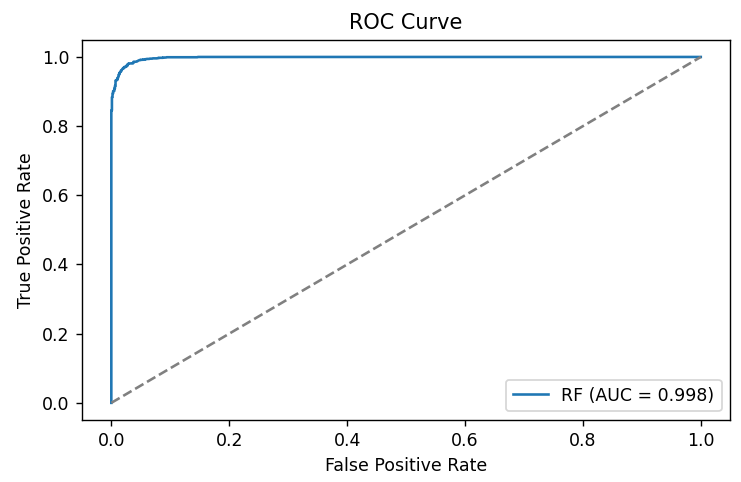 ROC Curve
1.0
0.8
0.6
0.4
0.2
0.0
True Positive Rate
0.0 0.2 0.4 0.6 0.8 1.0
False Positive Rate
RF (AUC = 0.998)